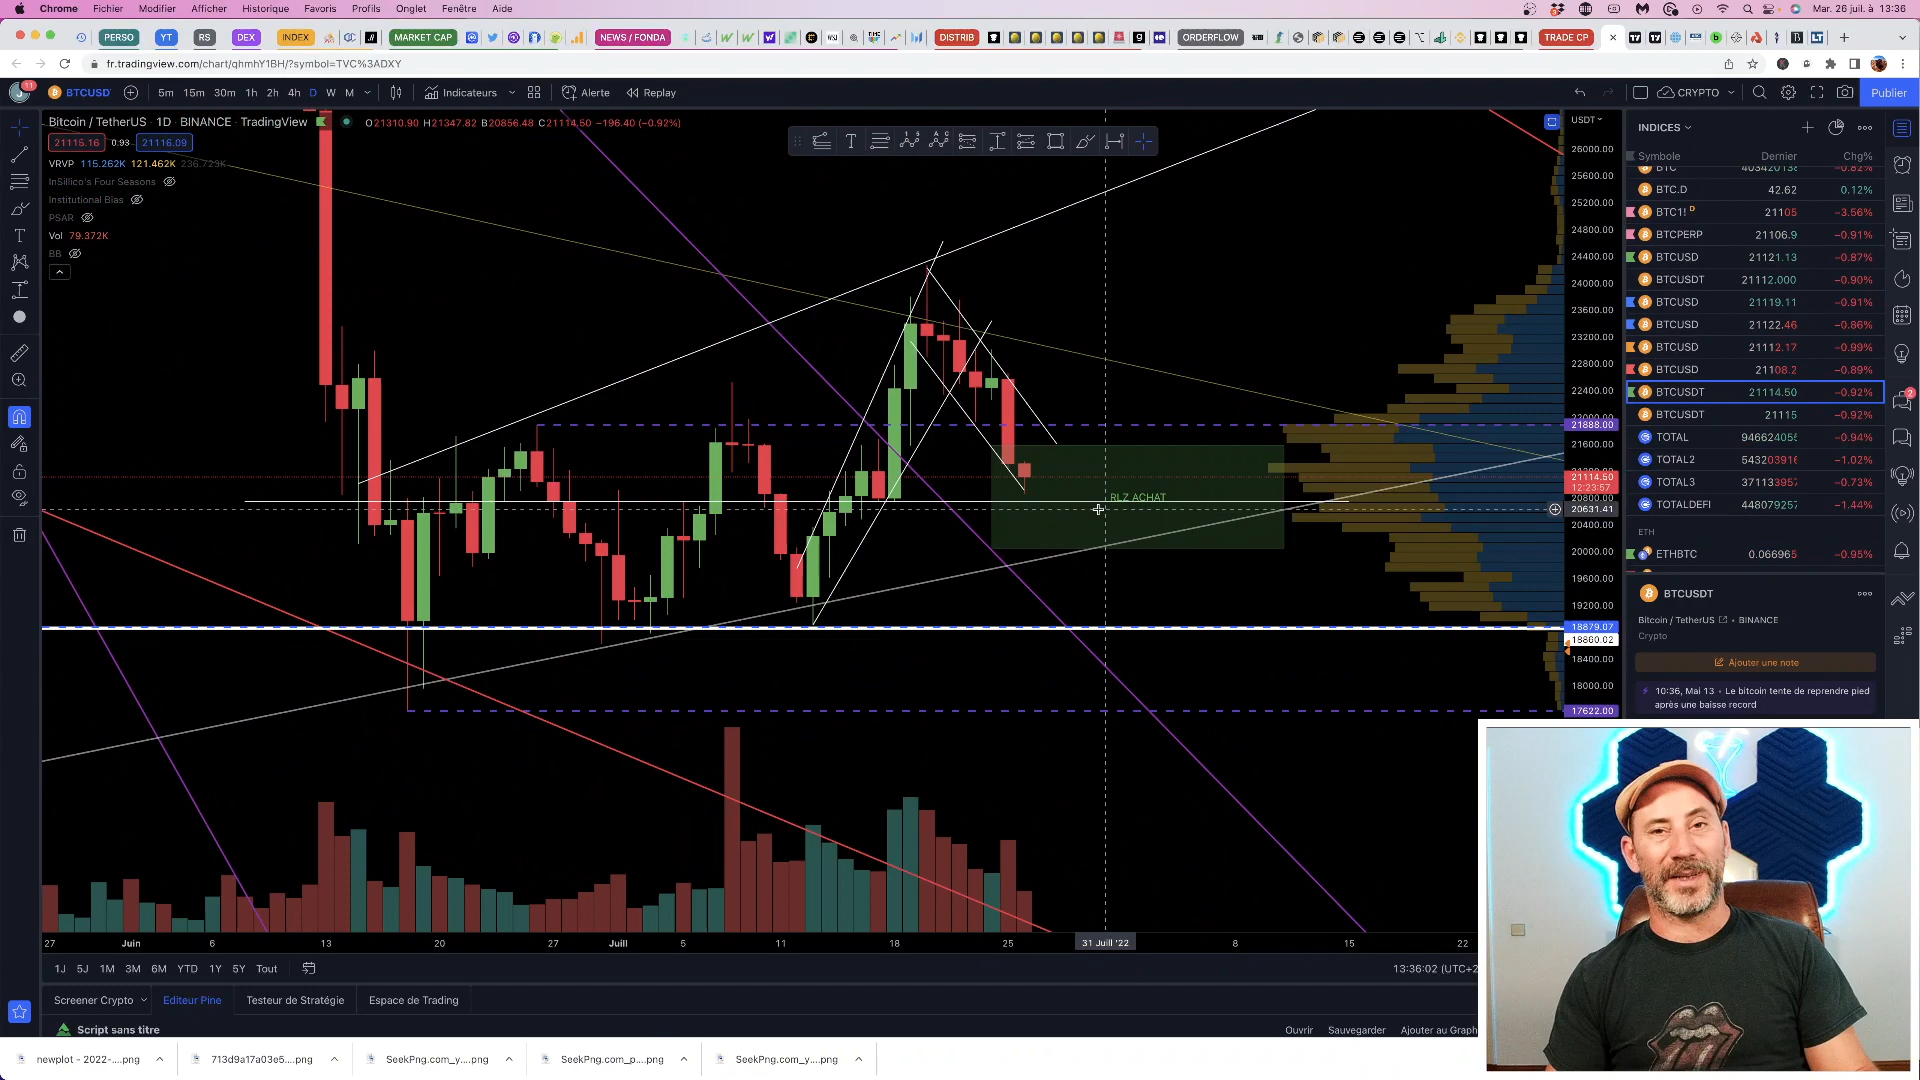 Chrome Fichier Modifier Afficher Historique Favoris Profils Onglet Fenêtre Aide
Mar. 26 juil. à 13:36
PERSO YT RS DEX INDEX MARKET CAP NEWS / FONDA DISTRIB ORDERFLOW TRADE CP
fr.tradingview.com/chart/qhmhY1BH/?symbol=TVC%3ADXY
11
BTCUSD 5m 15m 30m 1h 2h 4h D W M Indicateurs Alerte Replay CRYPTO Publier
Bitcoin / TetherUS · 1D · BINANCE · TradingView
O21310.90 H21347.82 B20856.48 C21114.50 −196.40 (−0.92%)
21115.16 0.93 21116.09
VRVP 115.262K 121.462K 236.723K
InSillico's Four Seasons
Institutional Bias
PSAR
Vol 79.372K
BB
RLZ ACHAT
USDT
26000.00
25600.00
25200.00
24800.00
24400.00
24000.00
23600.00
23200.00
22800.00
22400.00
22000.00
21888.00
21600.00
21114.50
12:23:57
20800.00
20631.41
20400.00
20000.00
19600.00
19200.00
18879.07
18860.02
18400.00
18000.00
17622.00
27 Juin 6 13 20 27 Juill 5 11 18 25 31 Juill '22 8 15 22
1J 5J 1M 3M 6M YTD 1Y 5Y Tout
13:36:02 (UTC+2
Screener Crypto Editeur Pine Testeur de Stratégie Espace de Trading
Script sans titre
Ouvrir Sauvegarder Ajouter au Graph
INDICES
Symbole Dernier Chg%
BTC.D 42.62 0.12%
BTC1! D 21105 −3.56%
BTCPERP 21106.9 −0.91%
BTCUSD 21121.13 −0.87%
BTCUSDT 21112.000 −0.90%
BTCUSD 21119.11 −0.91%
BTCUSD 21122.46 −0.86%
BTCUSD 21112.17 −0.99%
BTCUSD 21108.2 −0.89%
BTCUSDT 21114.50 −0.92%
BTCUSDT 21115 −0.92%
TOTAL −0.94%
TOTAL2 −1.02%
TOTAL3 −0.73%
TOTALDEFI −1.44%
ETH
ETHBTC 0.066965 −0.95%
2
BTCUSDT
Bitcoin / TetherUS • BINANCE
Crypto
Ajouter une note
10:36, Mai 13 • Le bitcoin tente de reprendre pied
après une baisse record
newplot - 2022-....png
713d9a17a03e5....png
SeekPng.com_y....png
SeekPng.com_p....png
SeekPng.com_y....png